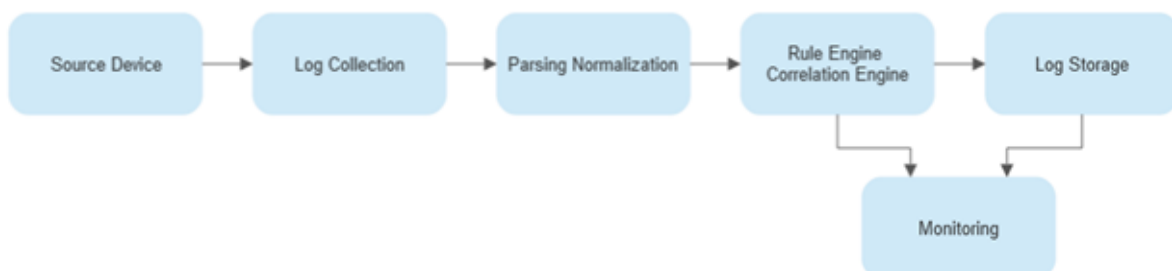 Source Device
Log Collection
Parsing Normalization
Rule Engine
Correlation Engine
Log Storage
Monitoring